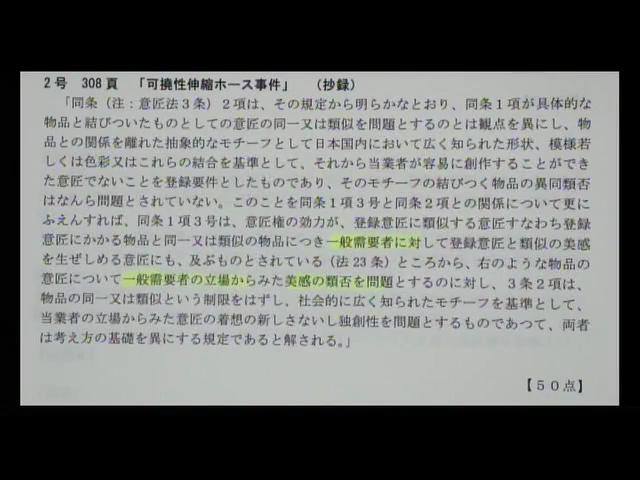 2号 308頁 「可撓性伸縮ホース事件」 (抄録)
「同条（注：意匠法３条）２項は、その規定から明らかなとおり、同条１項が具体的な
物品と結びついたものとしての意匠の同一又は類似を問題とするのとは観点を異にし、物
品との関係を離れた抽象的なモチーフとして日本国内において広く知られた形状、模様若
しくは色彩又はこれらの結合を基準として、それから当業者が容易に創作することができ
た意匠でないことを登録要件としたものであり、そのモチーフの結びつく物品の異同類否
はなんら問題とされていない。このことを同条１項３号と同条２項との関係について更に
ふえんすれば、同条１項３号は、意匠権の効力が、登録意匠に類似する意匠すなわち登録
意匠にかかる物品と同一又は類似の物品につき一般需要者に対して登録意匠と類似の美感
を生ぜしめる意匠にも、及ぶものとされている（法23条）ところから、右のような物品の
意匠について一般需要者の立場からみた美感の類否を問題とするのに対し、３条２項は、
物品の同一又は類似という制限をはずし、社会的に広く知られたモチーフを基準として、
当業者の立場からみた意匠の着想の新しさないし独創性を問題とするものであつて、両者
は考え方の基礎を異にする規定であると解される。」
【５０点】